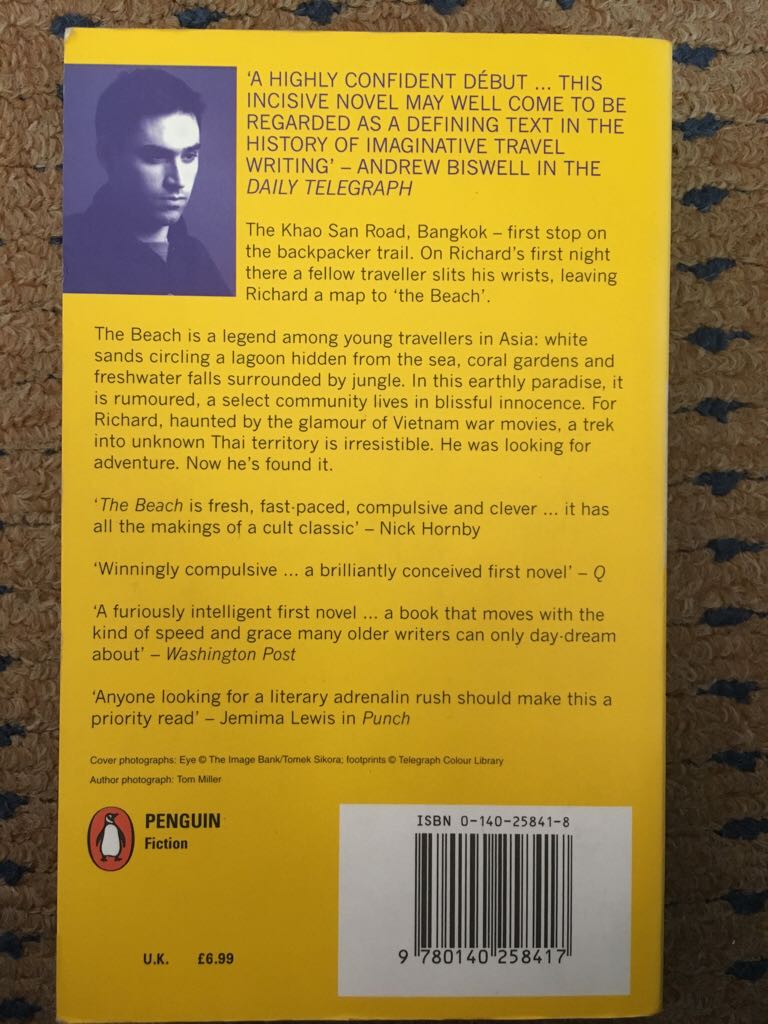 ‘A HIGHLY CONFIDENT DÉBUT ... THIS
INCISIVE NOVEL MAY WELL COME TO BE
REGARDED AS A DEFINING TEXT IN THE
HISTORY OF IMAGINATIVE TRAVEL
WRITING’ – ANDREW BISWELL IN THE
DAILY TELEGRAPH
The Khao San Road, Bangkok – first stop on
the backpacker trail. On Richard’s first night
there a fellow traveller slits his wrists, leaving
Richard a map to ‘the Beach’.
The Beach is a legend among young travellers in Asia: white
sands circling a lagoon hidden from the sea, coral gardens and
freshwater falls surrounded by jungle. In this earthly paradise, it
is rumoured, a select community lives in blissful innocence. For
Richard, haunted by the glamour of Vietnam war movies, a trek
into unknown Thai territory is irresistible. He was looking for
adventure. Now he’s found it.
‘The Beach is fresh, fast-paced, compulsive and clever ... it has
all the makings of a cult classic’ – Nick Hornby
‘Winningly compulsive ... a brilliantly conceived first novel’ – Q
‘A furiously intelligent first novel ... a book that moves with the
kind of speed and grace many older writers can only day-dream
about’ – Washington Post
‘Anyone looking for a literary adrenalin rush should make this a
priority read’ – Jemima Lewis in Punch
Cover photographs: Eye © The Image Bank/Tomek Sikora; footprints © Telegraph Colour Library
Author photograph: Tom Miller
PENGUIN
Fiction
ISBN 0-140-25841-8
9 780140 258417
U.K. £6.99